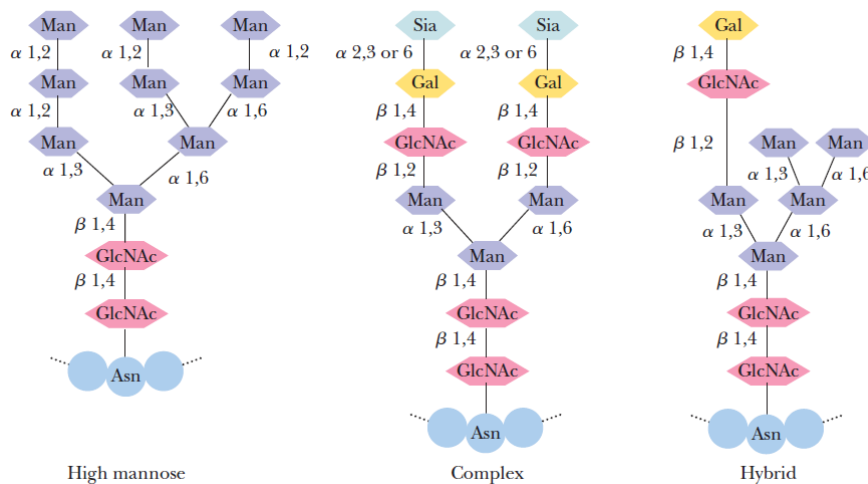 Man Man Man Sia Sia Gal
α 1,2 α 1,2 α 1,2 α 2,3 or 6 α 2,3 or 6 β 1,4
Man Man Man Gal Gal GlcNAc
α 1,2 α 1,3 α 1,6 β 1,4 β 1,4
Man Man GlcNAc GlcNAc β 1,2 Man Man
α 1,3 α 1,6 β 1,2 β 1,2 α 1,3 α 1,6
Man Man Man Man Man
β 1,4 α 1,3 α 1,6 α 1,3 α 1,6
GlcNAc Man Man
β 1,4 β 1,4 β 1,4
GlcNAc GlcNAc GlcNAc
β 1,4 β 1,4
Asn GlcNAc GlcNAc
Asn Asn
High mannose Complex Hybrid